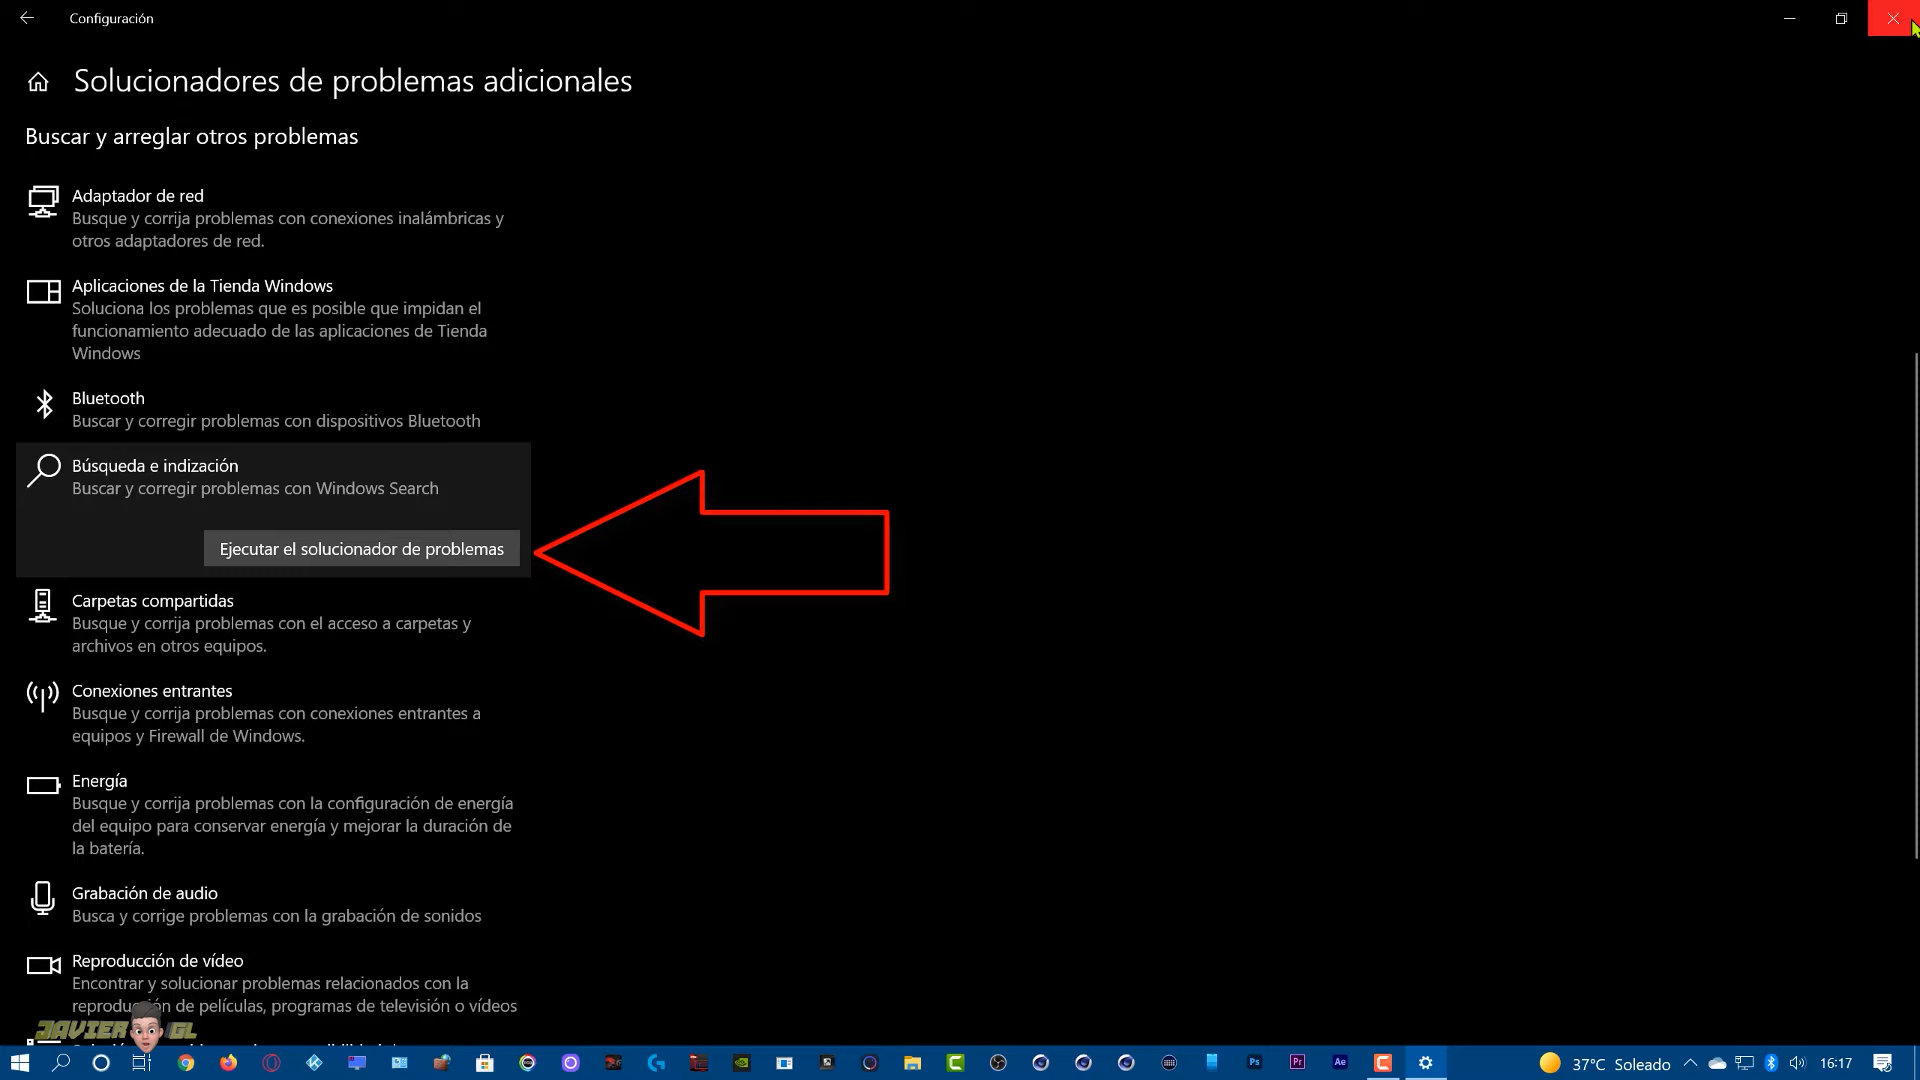 Configuración
Solucionadores de problemas adicionales
Buscar y arreglar otros problemas
Adaptador de red
Busque y corrija problemas con conexiones inalámbricas y
otros adaptadores de red.
Aplicaciones de la Tienda Windows
Soluciona los problemas que es posible que impidan el
funcionamiento adecuado de las aplicaciones de Tienda
Windows
Bluetooth
Buscar y corregir problemas con dispositivos Bluetooth
Búsqueda e indización
Buscar y corregir problemas con Windows Search
Ejecutar el solucionador de problemas
Carpetas compartidas
Busque y corrija problemas con el acceso a carpetas y
archivos en otros equipos.
Conexiones entrantes
Busque y corrija problemas con conexiones entrantes a
equipos y Firewall de Windows.
Energía
Busque y corrija problemas con la configuración de energía
del equipo para conservar energía y mejorar la duración de
la batería.
Grabación de audio
Busca y corrige problemas con la grabación de sonidos
Reproducción de vídeo
Encontrar y solucionar problemas relacionados con la
reproducción de películas, programas de televisión o vídeos
JAVIER GL
Ps
Pr
Ae
37°C Soleado
16:17